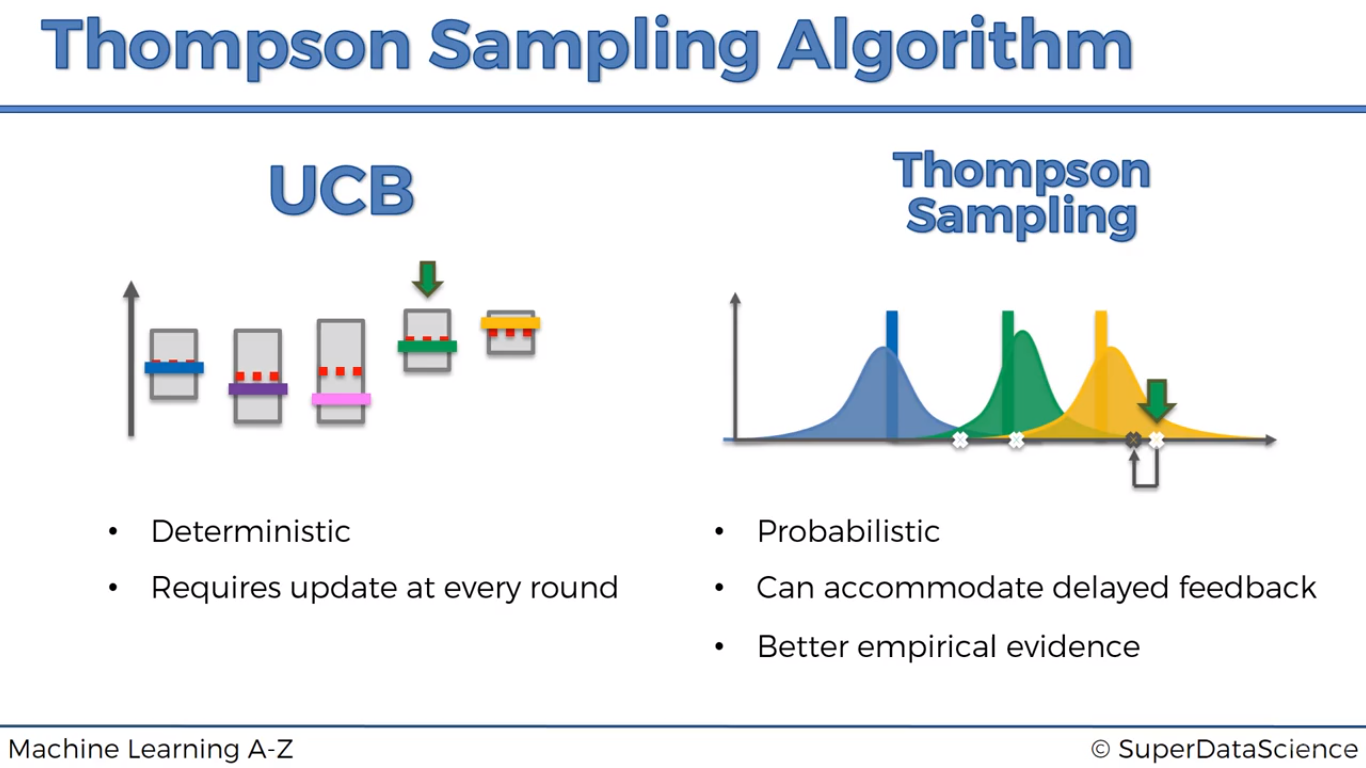 Thompson Sampling Algorithm
UCB
• Deterministic
• Requires update at every round
Thompson
Sampling
• Probabilistic
• Can accommodate delayed feedback
• Better empirical evidence
Machine Learning A-Z
© SuperDataScience